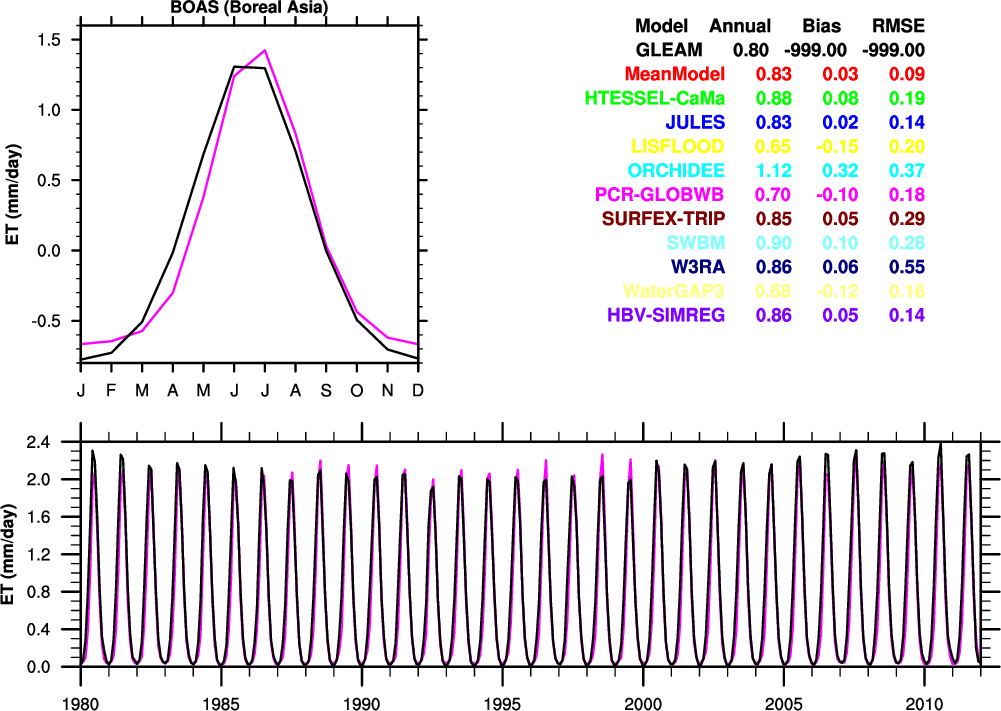 BOAS (Boreal Asia)
ET (mm/day)
1.5
1.0
0.5
0.0
-0.5
J F M A M J J A S O N D
Model Annual Bias RMSE
GLEAM 0.80 -999.00 -999.00
MeanModel 0.83 0.03 0.09
HTESSEL-CaMa 0.88 0.08 0.19
JULES 0.83 0.02 0.14
LISFLOOD 0.65 -0.15 0.20
ORCHIDEE 1.12 0.32 0.37
PCR-GLOBWB 0.70 -0.10 0.18
SURFEX-TRIP 0.85 0.05 0.29
SWBM 0.90 0.10 0.28
W3RA 0.86 0.06 0.55
WaterGAP3 0.68 -0.12 0.16
HBV-SIMREG 0.86 0.05 0.14
ET (mm/day)
2.4
2.0
1.6
1.2
0.8
0.4
0.0
1980 1985 1990 1995 2000 2005 2010